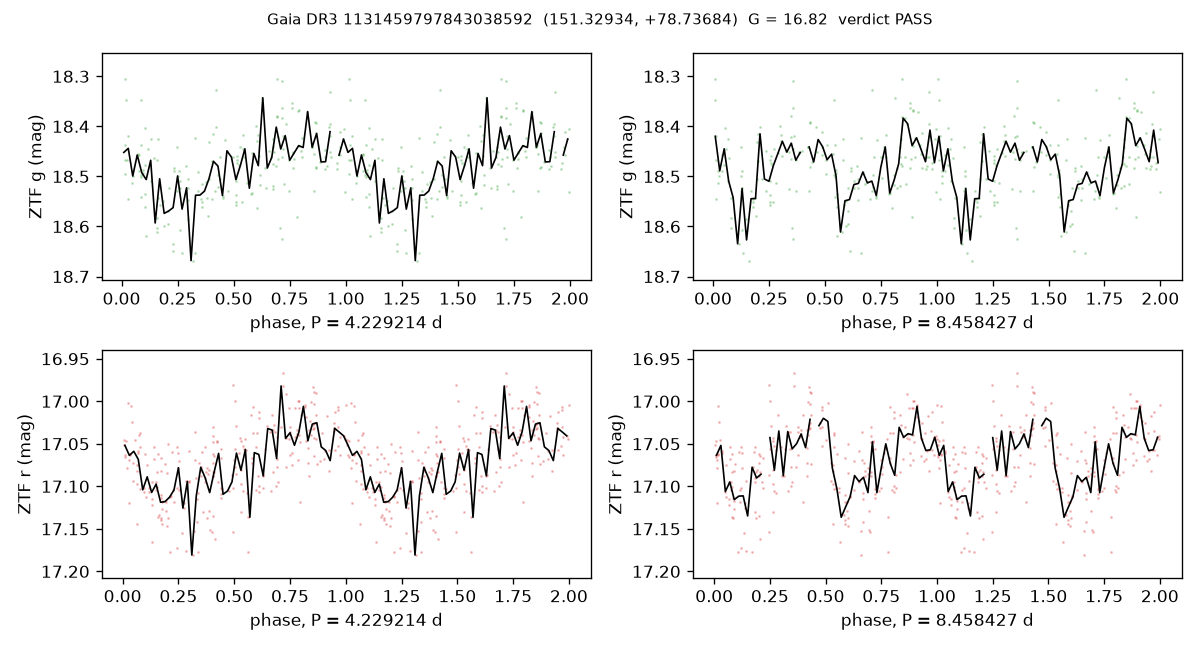 Gaia DR3 1131459797843038592 (151.32934, +78.73684) G = 16.82 verdict PASS
ZTF g (mag)
18.3
18.4
18.5
18.6
18.7
0.00 0.25 0.50 0.75 1.00 1.25 1.50 1.75 2.00
phase, P = 4.229214 d
ZTF g (mag)
18.3
18.4
18.5
18.6
18.7
0.00 0.25 0.50 0.75 1.00 1.25 1.50 1.75 2.00
phase, P = 8.458427 d
ZTF r (mag)
16.95
17.00
17.05
17.10
17.15
17.20
0.00 0.25 0.50 0.75 1.00 1.25 1.50 1.75 2.00
phase, P = 4.229214 d
ZTF r (mag)
16.95
17.00
17.05
17.10
17.15
17.20
0.00 0.25 0.50 0.75 1.00 1.25 1.50 1.75 2.00
phase, P = 8.458427 d